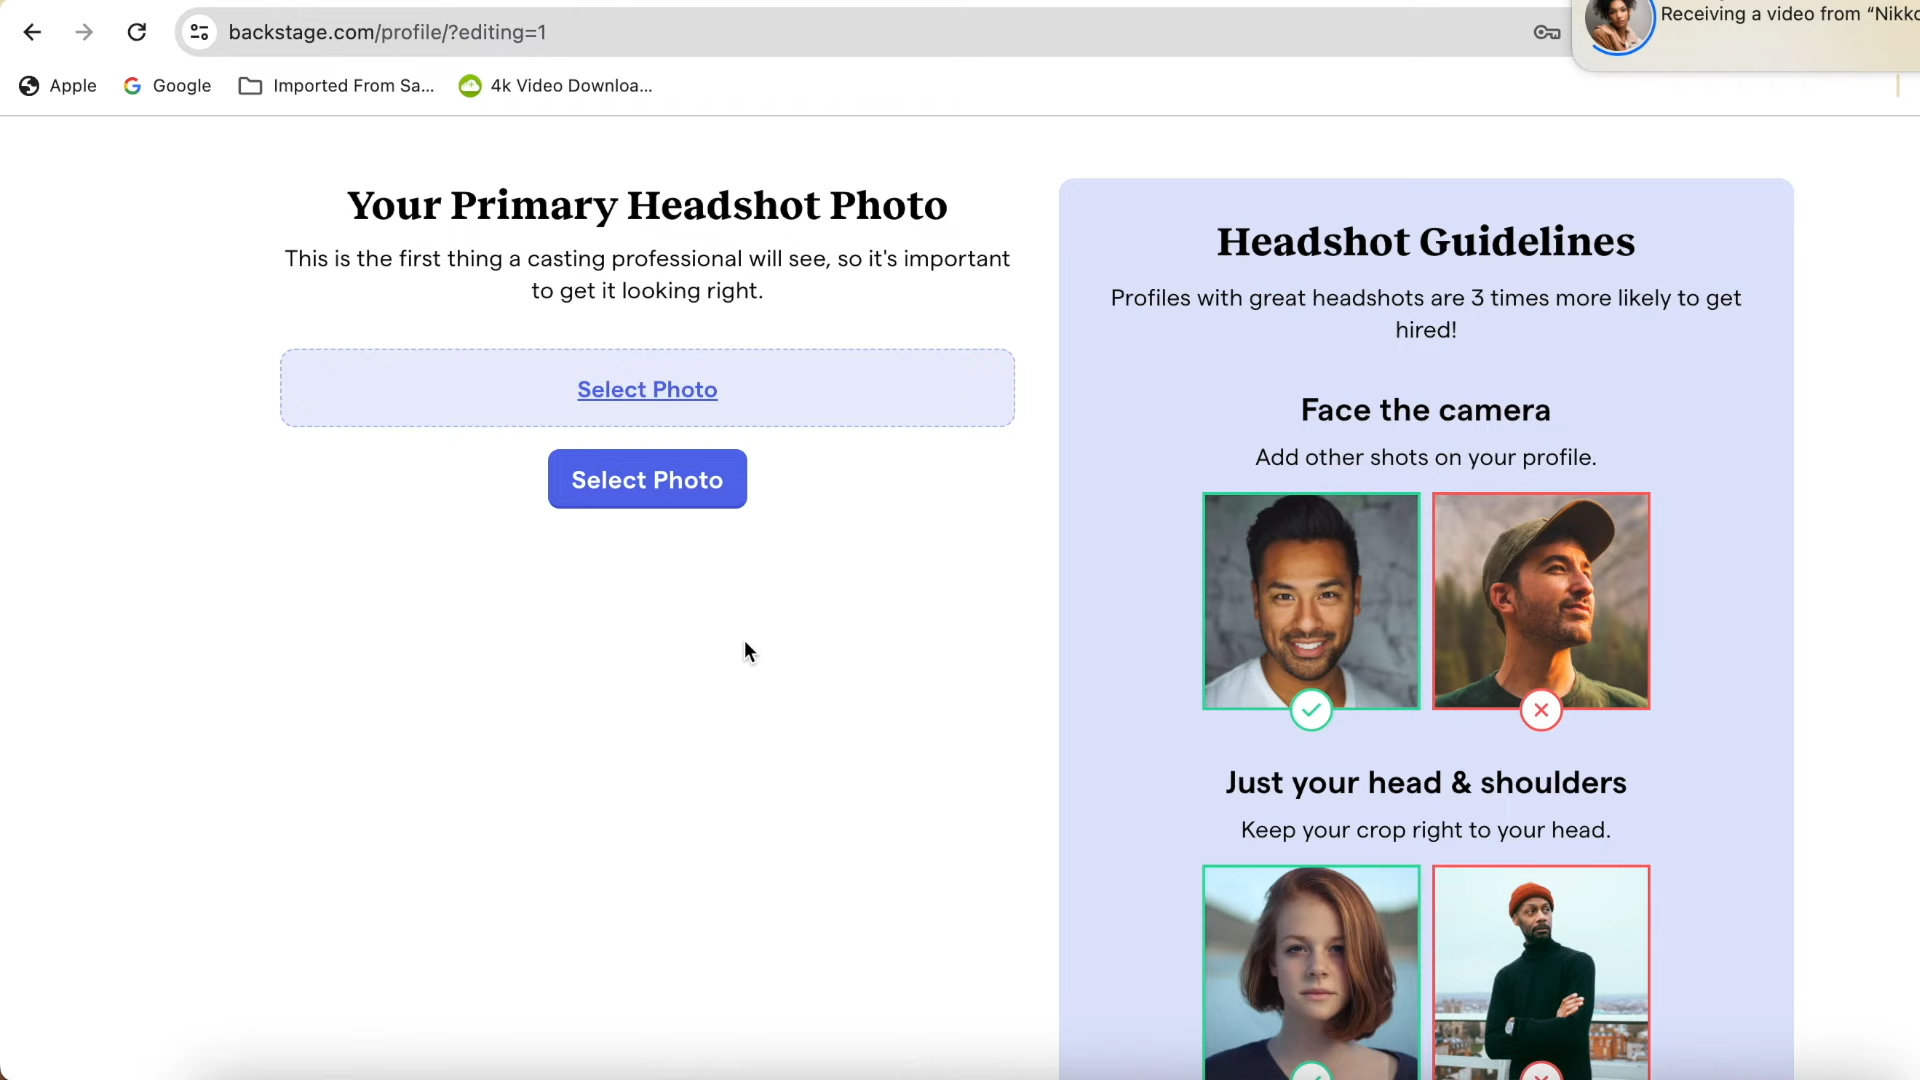 backstage.com/profile/?editing=1
Receiving a video from “Nikko
Apple
Google
Imported From Sa...
4k Video Downloa...
Your Primary Headshot Photo
This is the first thing a casting professional will see, so it's important
to get it looking right.
Select Photo
Select Photo
Headshot Guidelines
Profiles with great headshots are 3 times more likely to get
hired!
Face the camera
Add other shots on your profile.
Just your head & shoulders
Keep your crop right to your head.